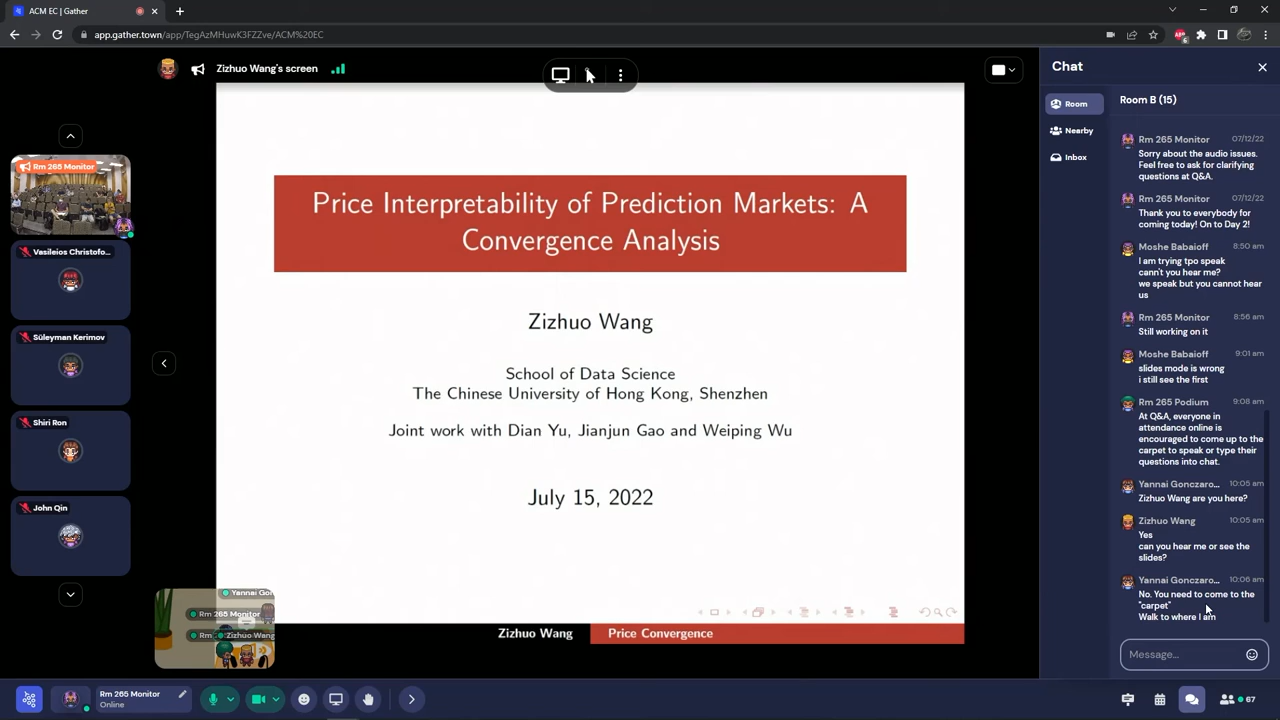 ACM EC | Gather
app.gather.town/app/TegAzMHuwK3FZZve/ACM%20EC
Zizhuo Wang's screen
Rm 265 Monitor
Vasileios Christofo...
Süleyman Kerimov
Shiri Ron
John Qin
Price Interpretability of Prediction Markets: A
Convergence Analysis
Zizhuo Wang
School of Data Science
The Chinese University of Hong Kong, Shenzhen
Joint work with Dian Yu, Jianjun Gao and Weiping Wu
July 15, 2022
Zizhuo Wang Price Convergence
Yannai Gon
Rm 265 Monitor
Zizhuo Wang
Chat
Room
Nearby
Inbox
Room B (15)
Rm 265 Monitor 07/12/22
Sorry about the audio issues.
Feel free to ask for clarifying
questions at Q&A.
Rm 265 Monitor 07/12/22
Thank you to everybody for
coming today! On to Day 2!
Moshe Babaioff 8:50 am
I am trying tpo speak
cann't you hear me?
we speak but you cannot hear
us
Rm 265 Monitor 8:56 am
Still working on it
Moshe Babaioff 9:01 am
slides mode is wrong
i still see the first
Rm 265 Podium 9:08 am
At Q&A, everyone in
attendance online is
encouraged to come up to the
carpet to speak or type their
questions into chat.
Yannai Gonczaro... 10:05 am
Zizhuo Wang are you here?
Zizhuo Wang 10:05 am
Yes
can you hear me or see the
slides?
Yannai Gonczaro... 10:06 am
No. You need to come to the
"carpet"
Walk to where I am
Message...
Rm 265 Monitor
Online
67